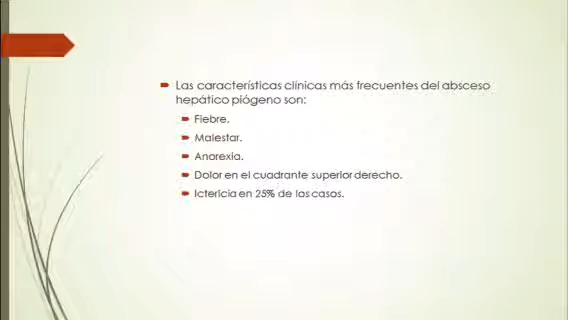 Las características clínicas más frecuentes del absceso
hepático piógeno son:
Fiebre.
Malestar.
Anorexia.
Dolor en el cuadrante superior derecho.
Ictericia en 25% de los casos.